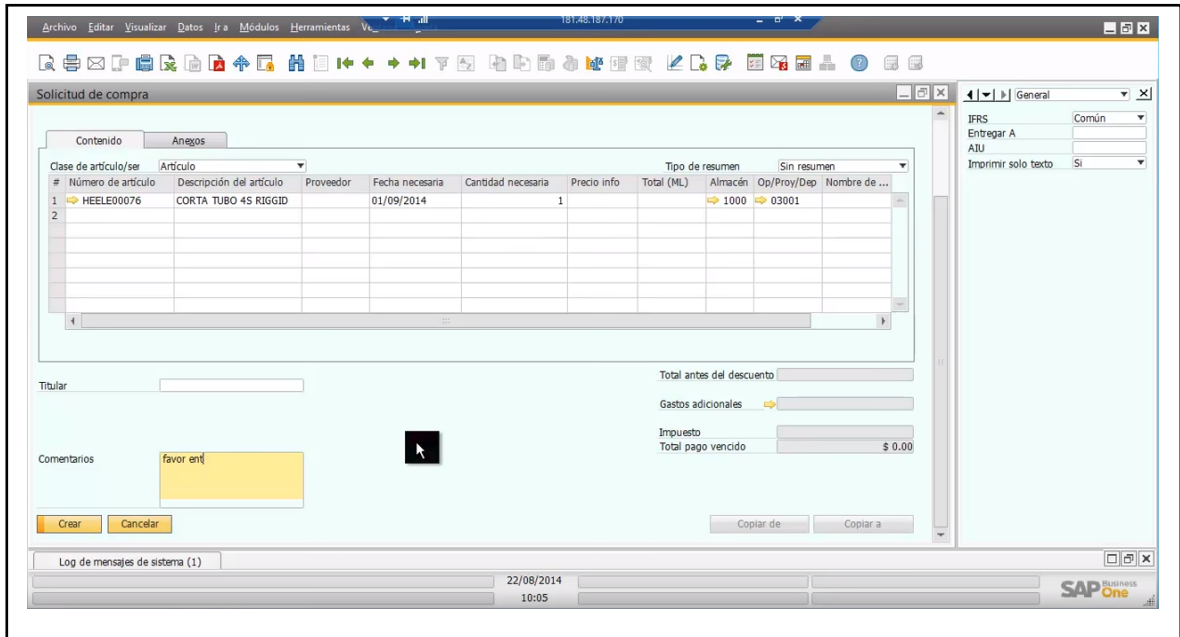 181.48.187.170
Archivo Editar Visualizar Datos Ir a Módulos Herramientas
Solicitud de compra
General
IFRS Común
Entregar A
AIU
Imprimir solo texto Si
Contenido Anexos
Clase de artículo/ser Artículo Tipo de resumen Sin resumen
# Número de artículo Descripción del artículo Proveedor Fecha necesaria Cantidad necesaria Precio info Total (ML) Almacén Op/Proy/Dep Nombre de ...
1 HEELE00076 CORTA TUBO 4S RIGGID 01/09/2014 1 1000 03001
2
Titular
Total antes del descuento
Gastos adicionales
Impuesto
Total pago vencido $ 0.00
Comentarios favor ent
Crear Cancelar Copiar de Copiar a
Log de mensajes de sistema (1)
22/08/2014
10:05
SAP Business One